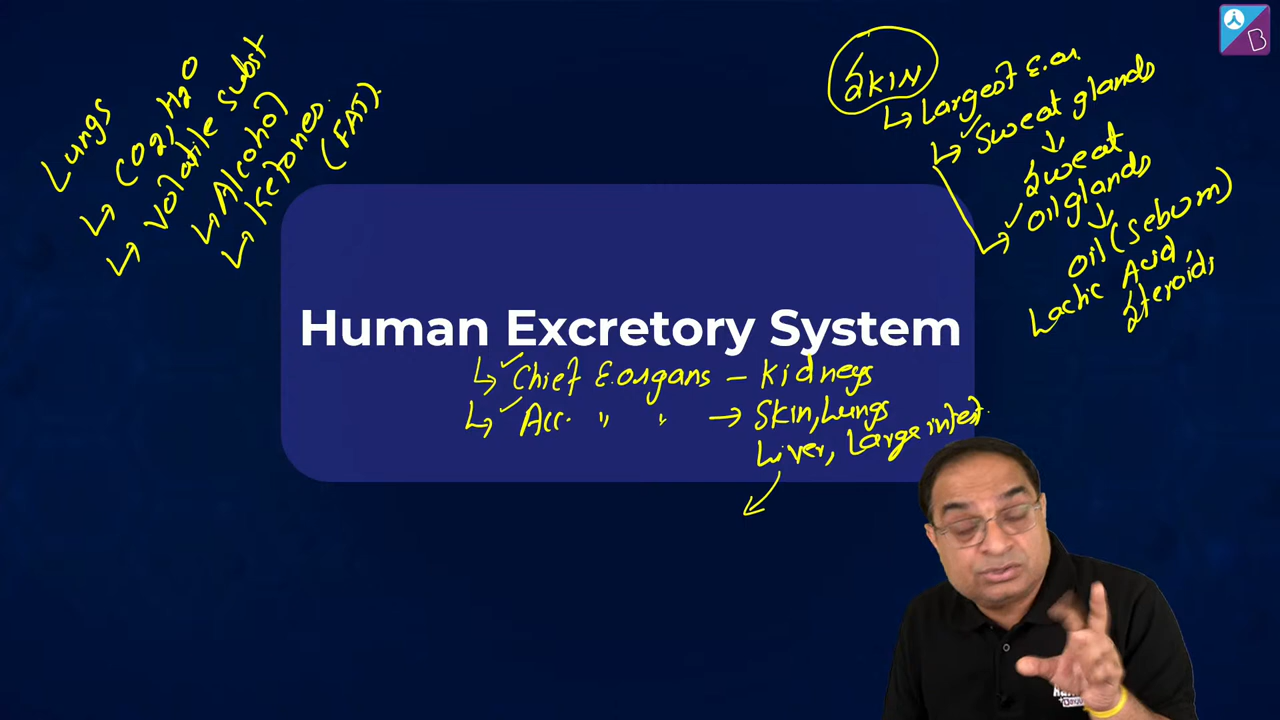 Lungs
↳ CO2, H2O
↳ Volatile Subst
↳ Alcohol
↳ Ketones.
(FAT).
SKIN
↳ Largest E.or.
↳ Sweat glands
↓
Sweat
↳ Oil glands
↓
Oil (Sebum)
Lactic Acid,
Steroids
Human Excretory System
↳ Chief E.organs – Kidneys
↳ Acc. " " → Skin, Lungs
Liver, Large intest.
B